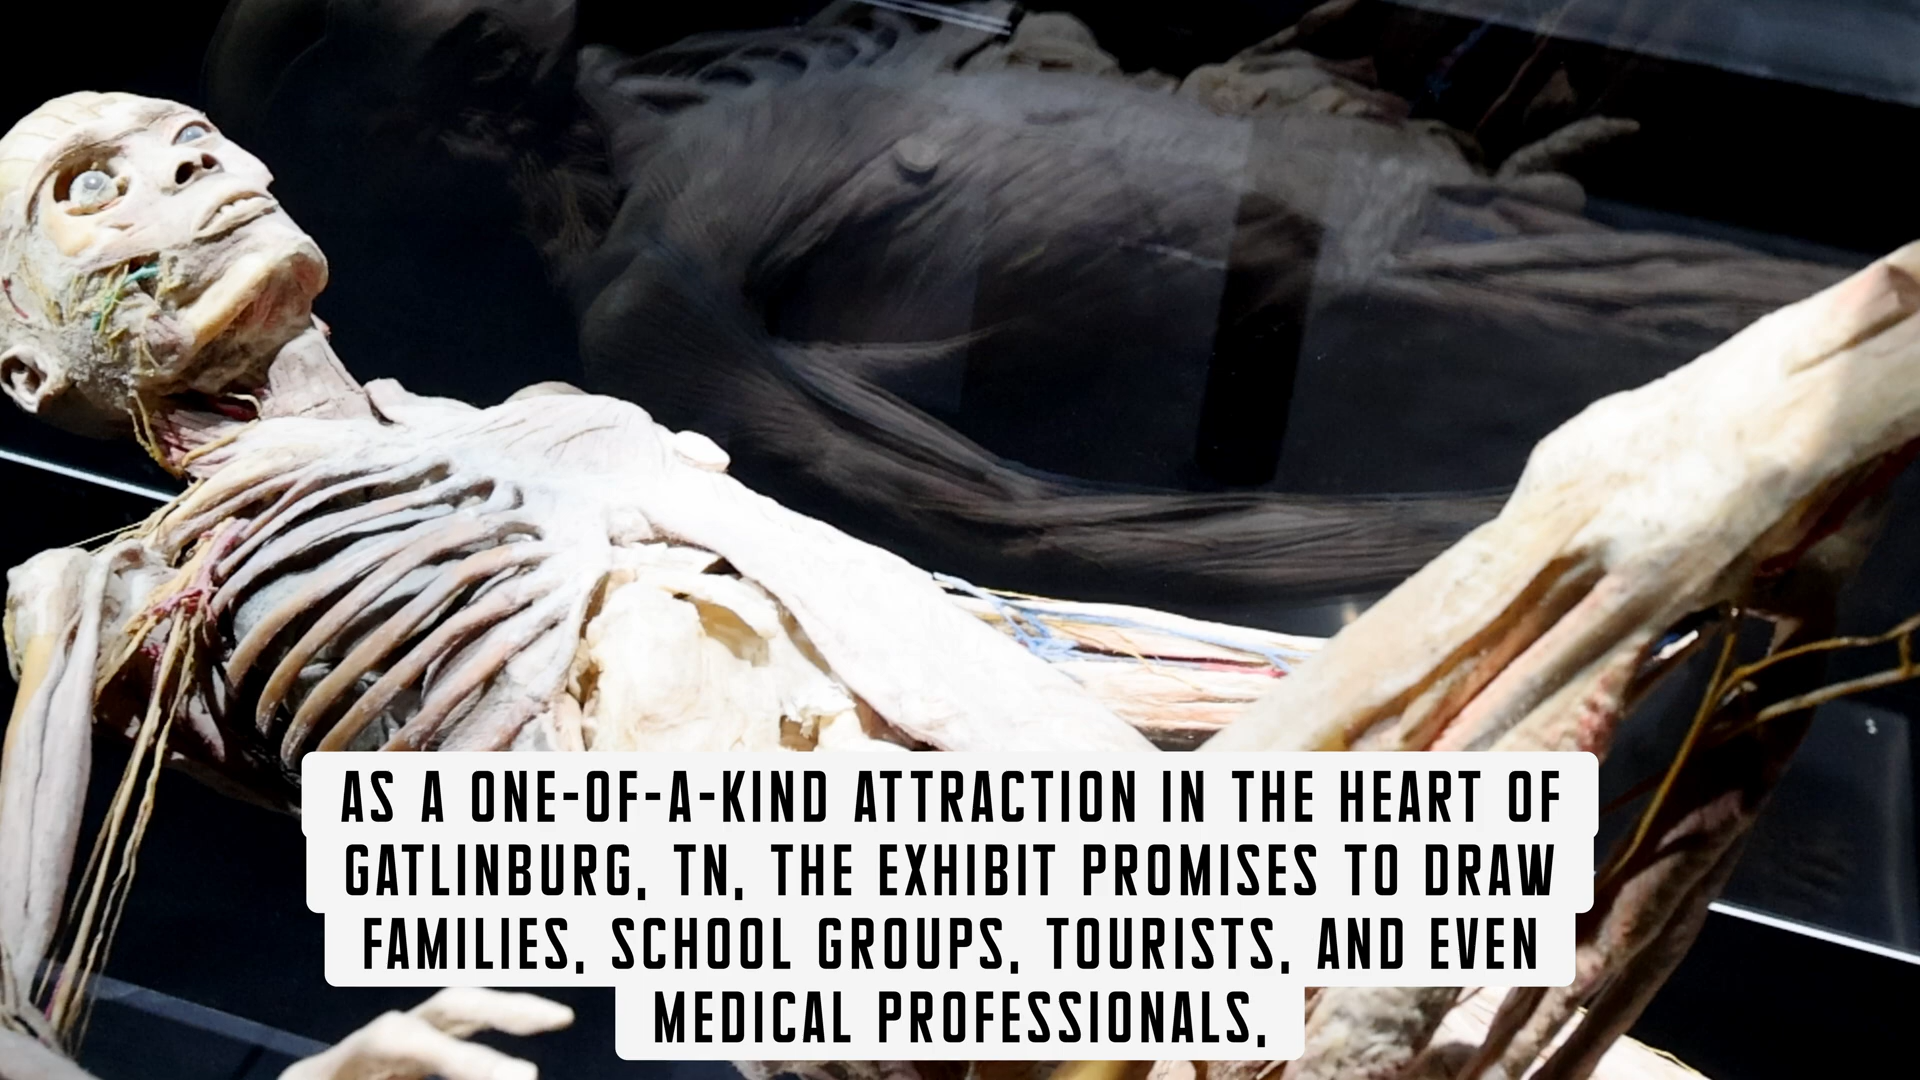 AS A ONE-OF-A-KIND ATTRACTION IN THE HEART OF
GATLINBURG, TN, THE EXHIBIT PROMISES TO DRAW
FAMILIES, SCHOOL GROUPS, TOURISTS, AND EVEN
MEDICAL PROFESSIONALS,